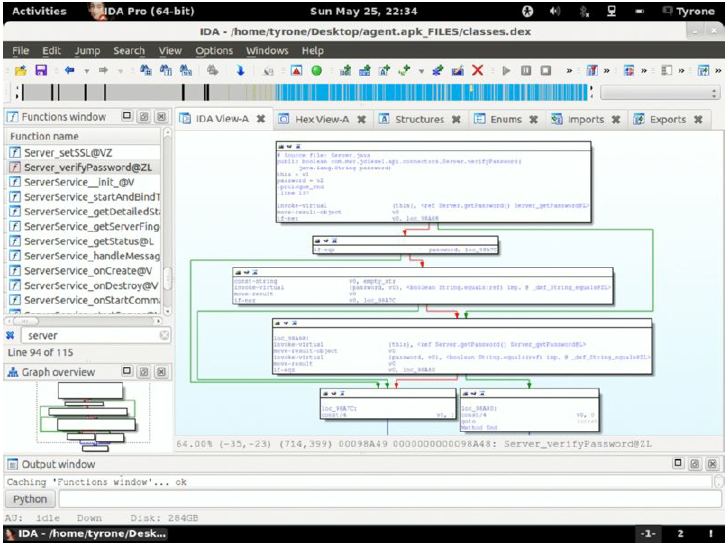 Activities IDA Pro (64-bit) Sun May 25, 22:34 Tyrone
IDA - /home/tyrone/Desktop/agent.apk_FILES/classes.dex
File Edit Jump Search View Options Windows Help
Functions window
IDA View-A Hex View-A Structures Enums Imports Exports
Function name
Server_setSSL@VZ
Server_verifyPassword@ZL
ServerService__init_@V
ServerService_startAndBindT
ServerService_getDetailedSt
ServerService_getServerFing
ServerService_getStatus@L
ServerService_handleMessag
ServerService_onCreate@V
ServerService_onDestroy@V
ServerService_onStartComm
server
Line 94 of 115
Graph overview
# Source file: Server.java
public boolean com.mwr.jdiesel.api.connectors.Server.verifyPassword(
java.lang.String password)
this = v1
password = v2
.prologue_end
.line 137
invoke-virtual {this}, <ref Server.getPassword() Server_getPassword@L>
move-result-object v0
if-nez v0, loc_98A68
if-eqz password, loc_98A7C
const-string v0, empty_str
invoke-virtual {password, v0}, <boolean String.equals(ref) imp. @ _def_String_equals@ZL>
move-result v0
if-nez v0, loc_98A7C
loc_98A68:
invoke-virtual {this}, <ref Server.getPassword() Server_getPassword@L>
move-result-object v0
invoke-virtual {password, v0}, <boolean String.equals(ref) imp. @ _def_String_equals@ZL>
move-result v0
if-eqz v0, loc_98A80
loc_98A7C:
const/4 v0, 1
loc_98A80:
const/4 v0, 0
goto
Method End
64.00% (-35,-23) (714,399) 00098A49 0000000000098A48: Server_verifyPassword@ZL
Output window
Caching 'Functions window'... ok
Python
AU: idle Down Disk: 284GB
IDA - /home/tyrone/Desk... -1- 2 !